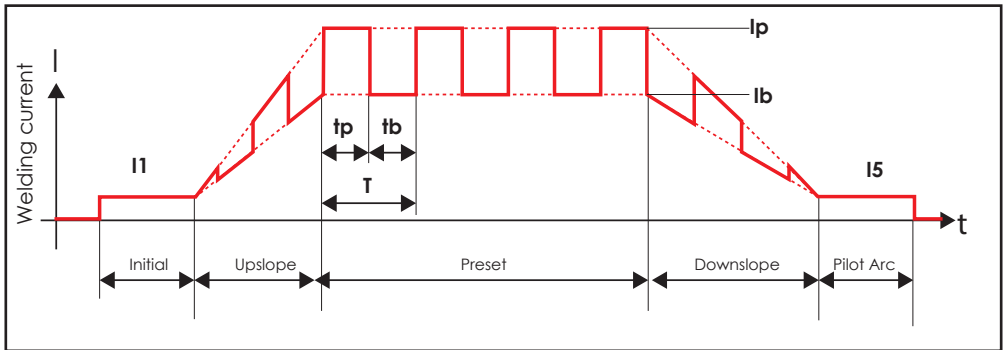 Ip
I
Welding current
Ib
tp
tb
I1
T
I5
t
Initial
Upslope
Preset
Downslope
Pilot Arc